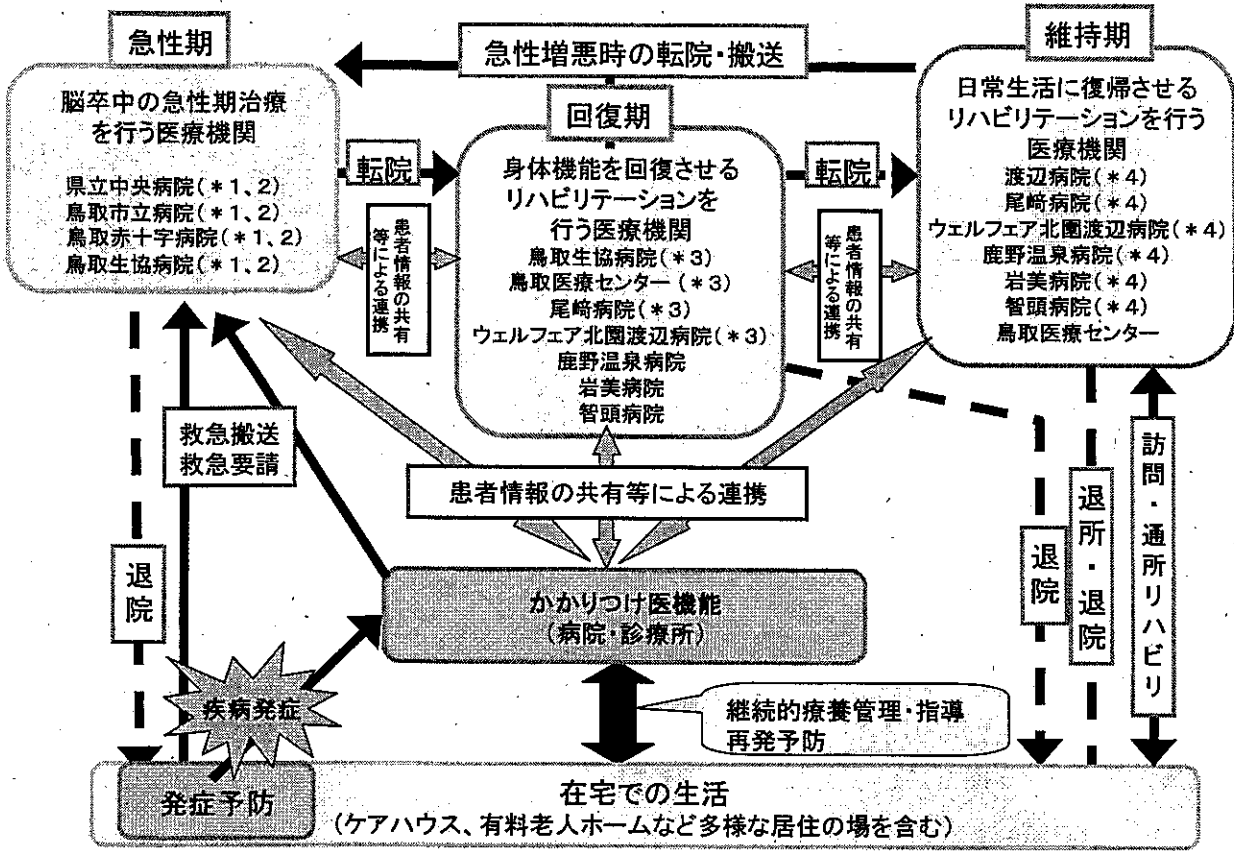 急性期
脳卒中の急性期治療
を行う医療機関
県立中央病院(*1、2)
鳥取市立病院(*1、2)
鳥取赤十字病院(*1、2)
鳥取生協病院(*1、2)
急性増悪時の転院・搬送
回復期
身体機能を回復させる
リハビリテーションを
行う医療機関
鳥取生協病院(*3)
鳥取医療センター(*3)
尾﨑病院(*3)
ウェルフェア北園渡辺病院(*3)
鹿野温泉病院
岩美病院
智頭病院
維持期
日常生活に復帰させる
リハビリテーションを行う
医療機関
渡辺病院(*4)
尾﨑病院(*4)
ウェルフェア北園渡辺病院(*4)
鹿野温泉病院(*4)
岩美病院(*4)
智頭病院(*4)
鳥取医療センター
転院
患者情報の共有
等による連携
転院
患者情報の共有
等による連携
救急搬送
救急要請
患者情報の共有等による連携
退院
かかりつけ医機能
(病院・診療所)
疾病発症
継続的療養管理・指導
再発予防
退院
退所・退院
訪問・通所リハビリ
発症予防
在宅での生活
(ケアハウス、有料老人ホームなど多様な居住の場を含む)